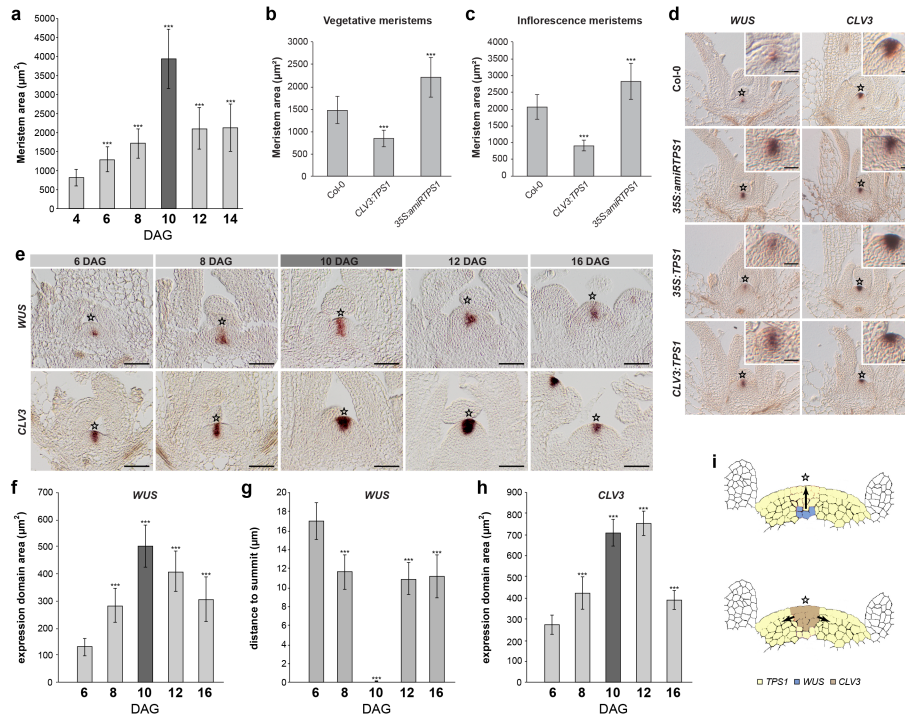 a
Meristem area (µm²)
5000
4500
4000
3500
3000
2500
2000
1500
1000
500
0
***
***
***
***
***
4 6 8 10 12 14
DAG
b
Vegetative meristems
Meristem area (µm²)
3000
2500
2000
1500
1000
500
0
***
***
Col-0
CLV3:TPS1
35S:amiRTPS1
c
Inflorescence meristems
Meristem area (µm²)
4000
3500
3000
2500
2000
1500
1000
500
0
***
***
Col-0
CLV3:TPS1
35S:amiRTPS1
d
WUS CLV3
Col-0
35S:amiRTPS1
35S:TPS1
CLV3:TPS1
e
6 DAG 8 DAG 10 DAG 12 DAG 16 DAG
WUS
CLV3
f
WUS
expression domain area (µm²)
700
600
500
400
300
200
100
0
***
***
***
***
6 8 10 12 16
DAG
g
WUS
distance to summit (µm)
20
18
16
14
12
10
8
6
4
2
0
***
***
***
***
6 8 10 12 16
DAG
h
CLV3
expression domain area (µm²)
900
800
700
600
500
400
300
200
100
0
***
***
***
***
6 8 10 12 16
DAG
i
TPS1 WUS CLV3